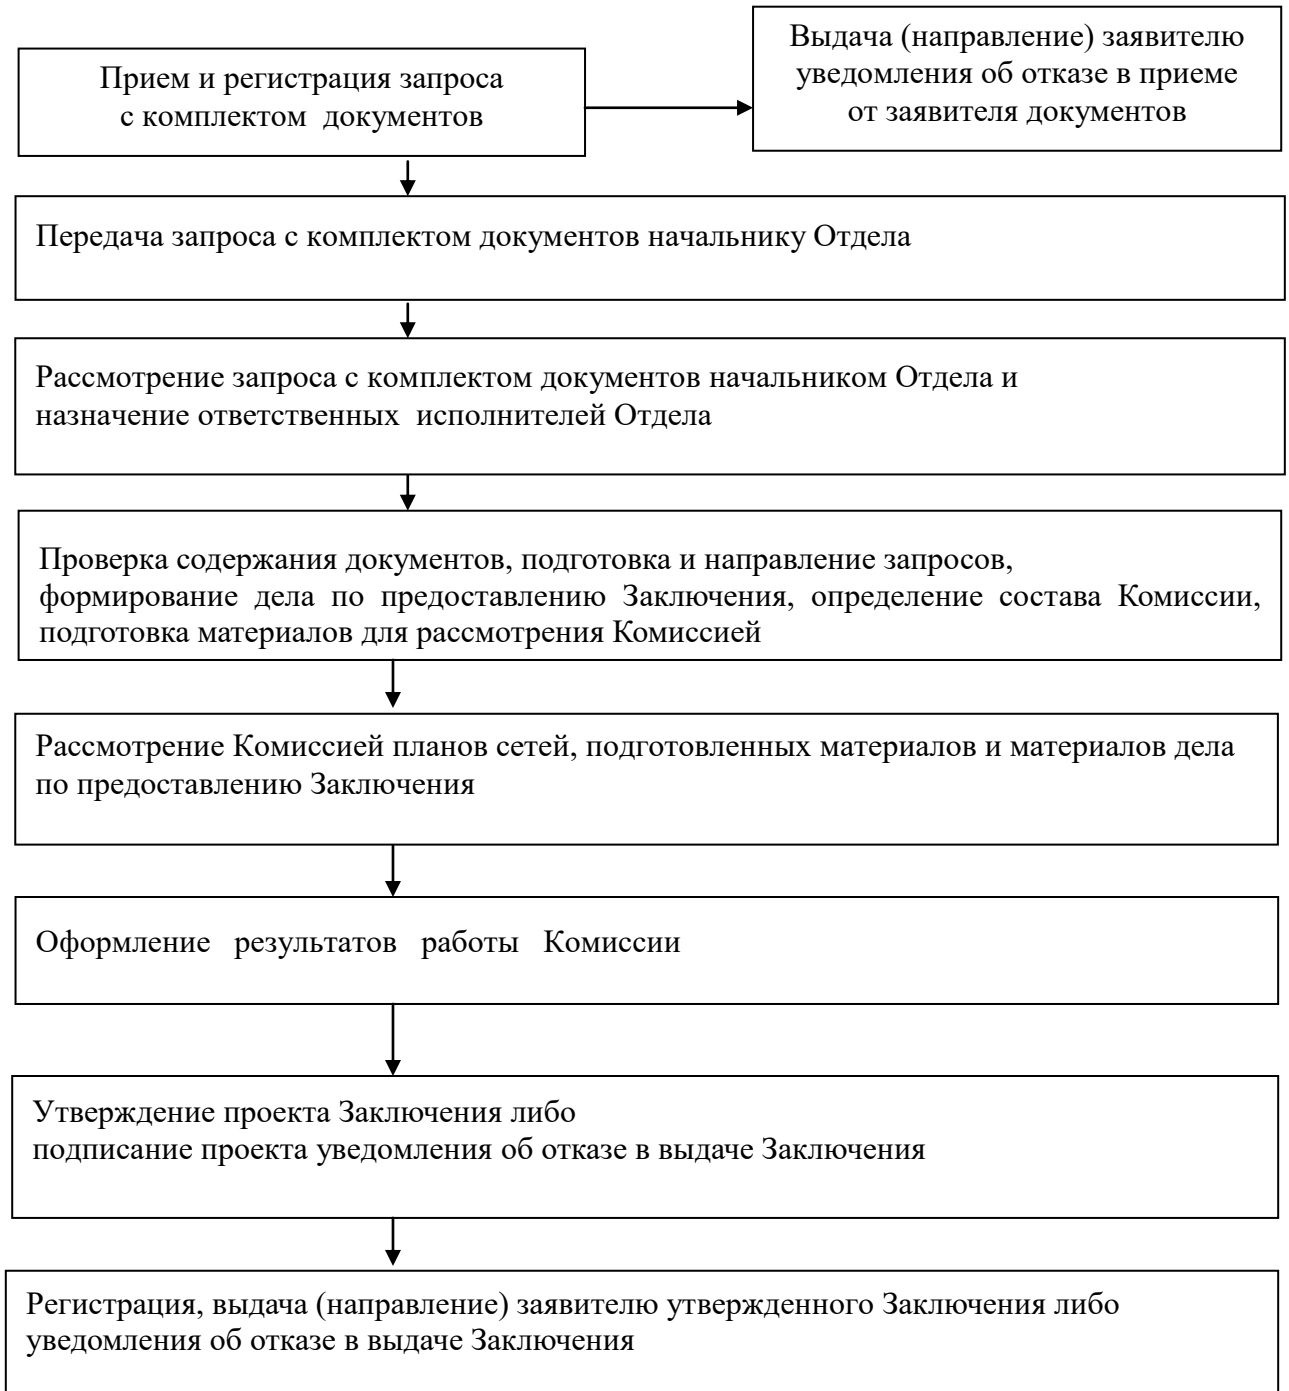 Прием и регистрация запроса
с комплектом документов
Выдача (направление) заявителю
уведомления об отказе в приеме
от заявителя документов
Передача запроса с комплектом документов начальнику Отдела
Рассмотрение запроса с комплектом документов начальником Отдела и
назначение ответственных исполнителей Отдела
Проверка содержания документов, подготовка и направление запросов,
формирование дела по предоставлению Заключения, определение состава Комиссии,
подготовка материалов для рассмотрения Комиссией
Рассмотрение Комиссией планов сетей, подготовленных материалов и материалов дела
по предоставлению Заключения
Оформление результатов работы Комиссии
Утверждение проекта Заключения либо
подписание проекта уведомления об отказе в выдаче Заключения
Регистрация, выдача (направление) заявителю утвержденного Заключения либо
уведомления об отказе в выдаче Заключения